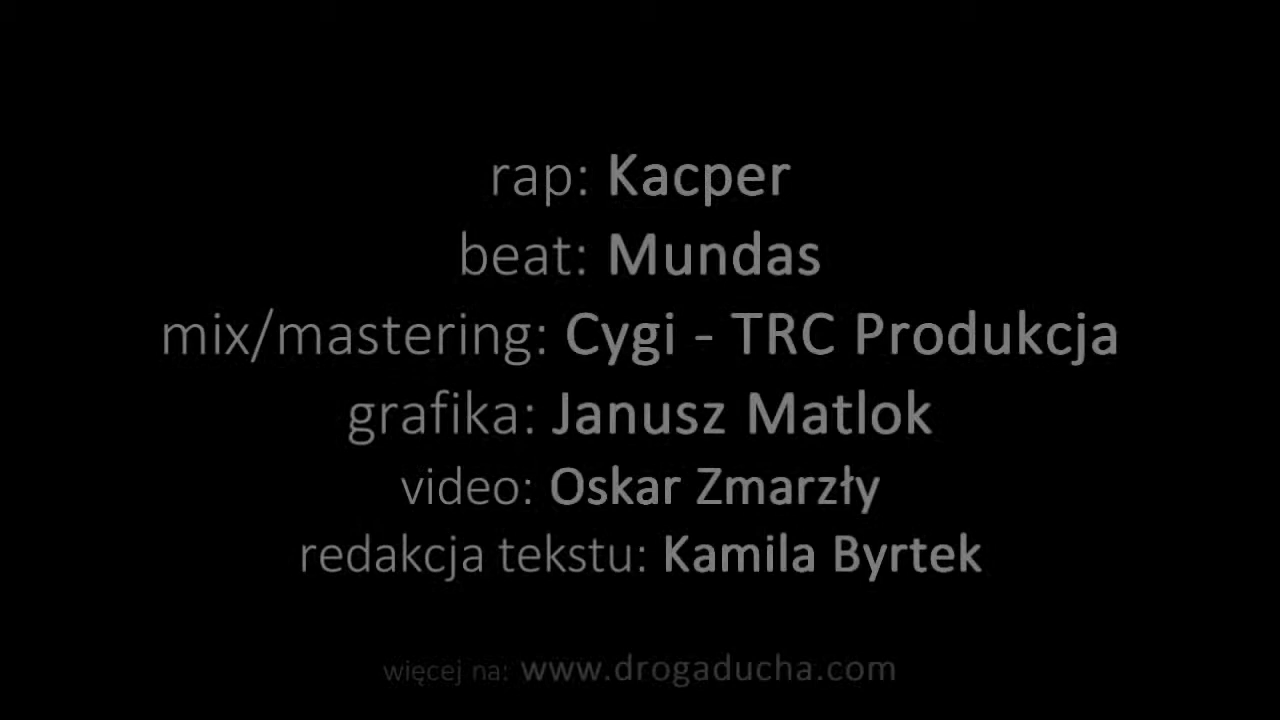 rap: Kacper
beat: Mundas
mix/mastering: Cygi - TRC Produkcja
grafika: Janusz Matlok
video: Oskar Zmarzły
redakcja tekstu: Kamila Byrtek
więcej na: www.drogaducha.com